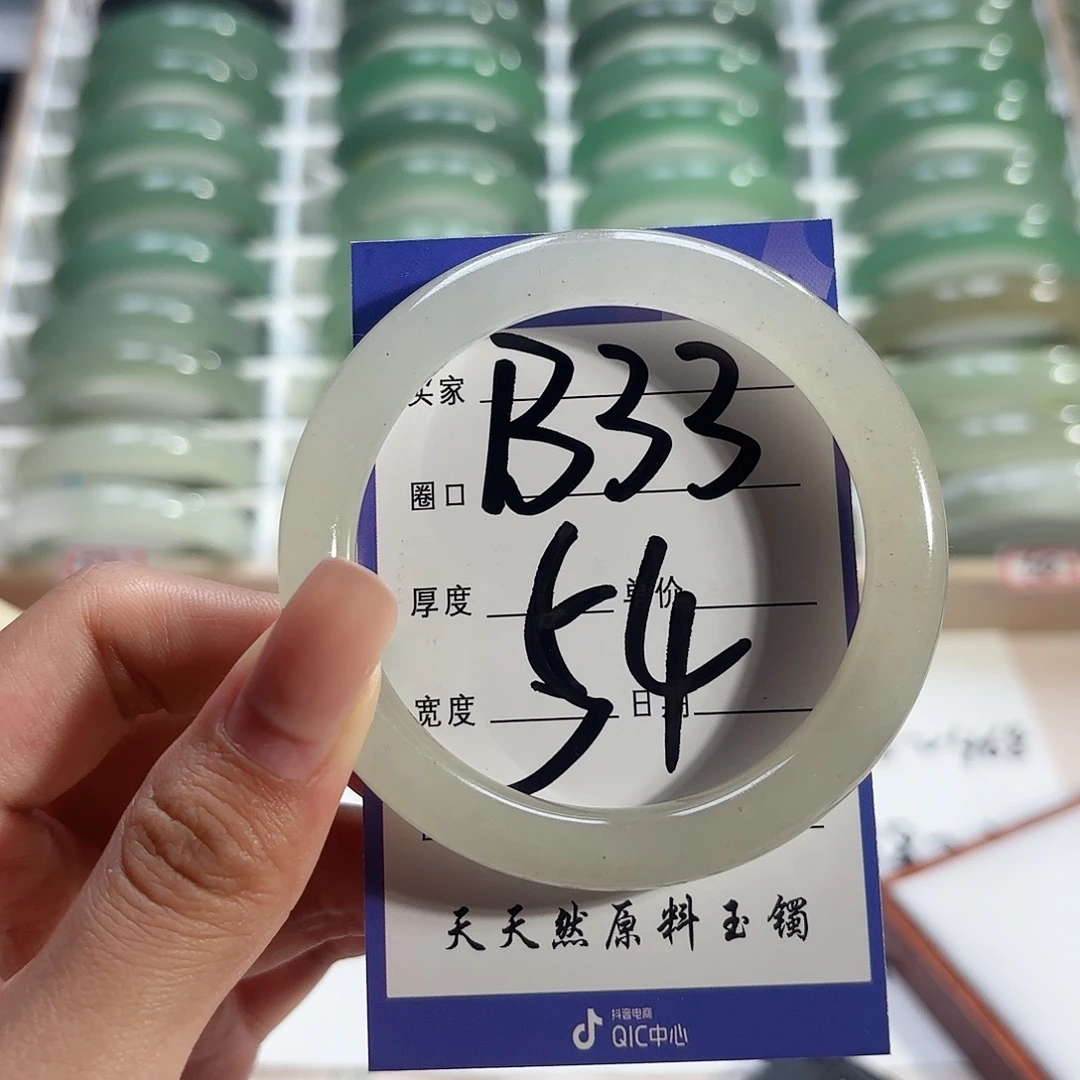 买家 B33
圈口
厚度 单价
54
宽度 日期
天天然原料玉镯
抖音电商
QIC中心